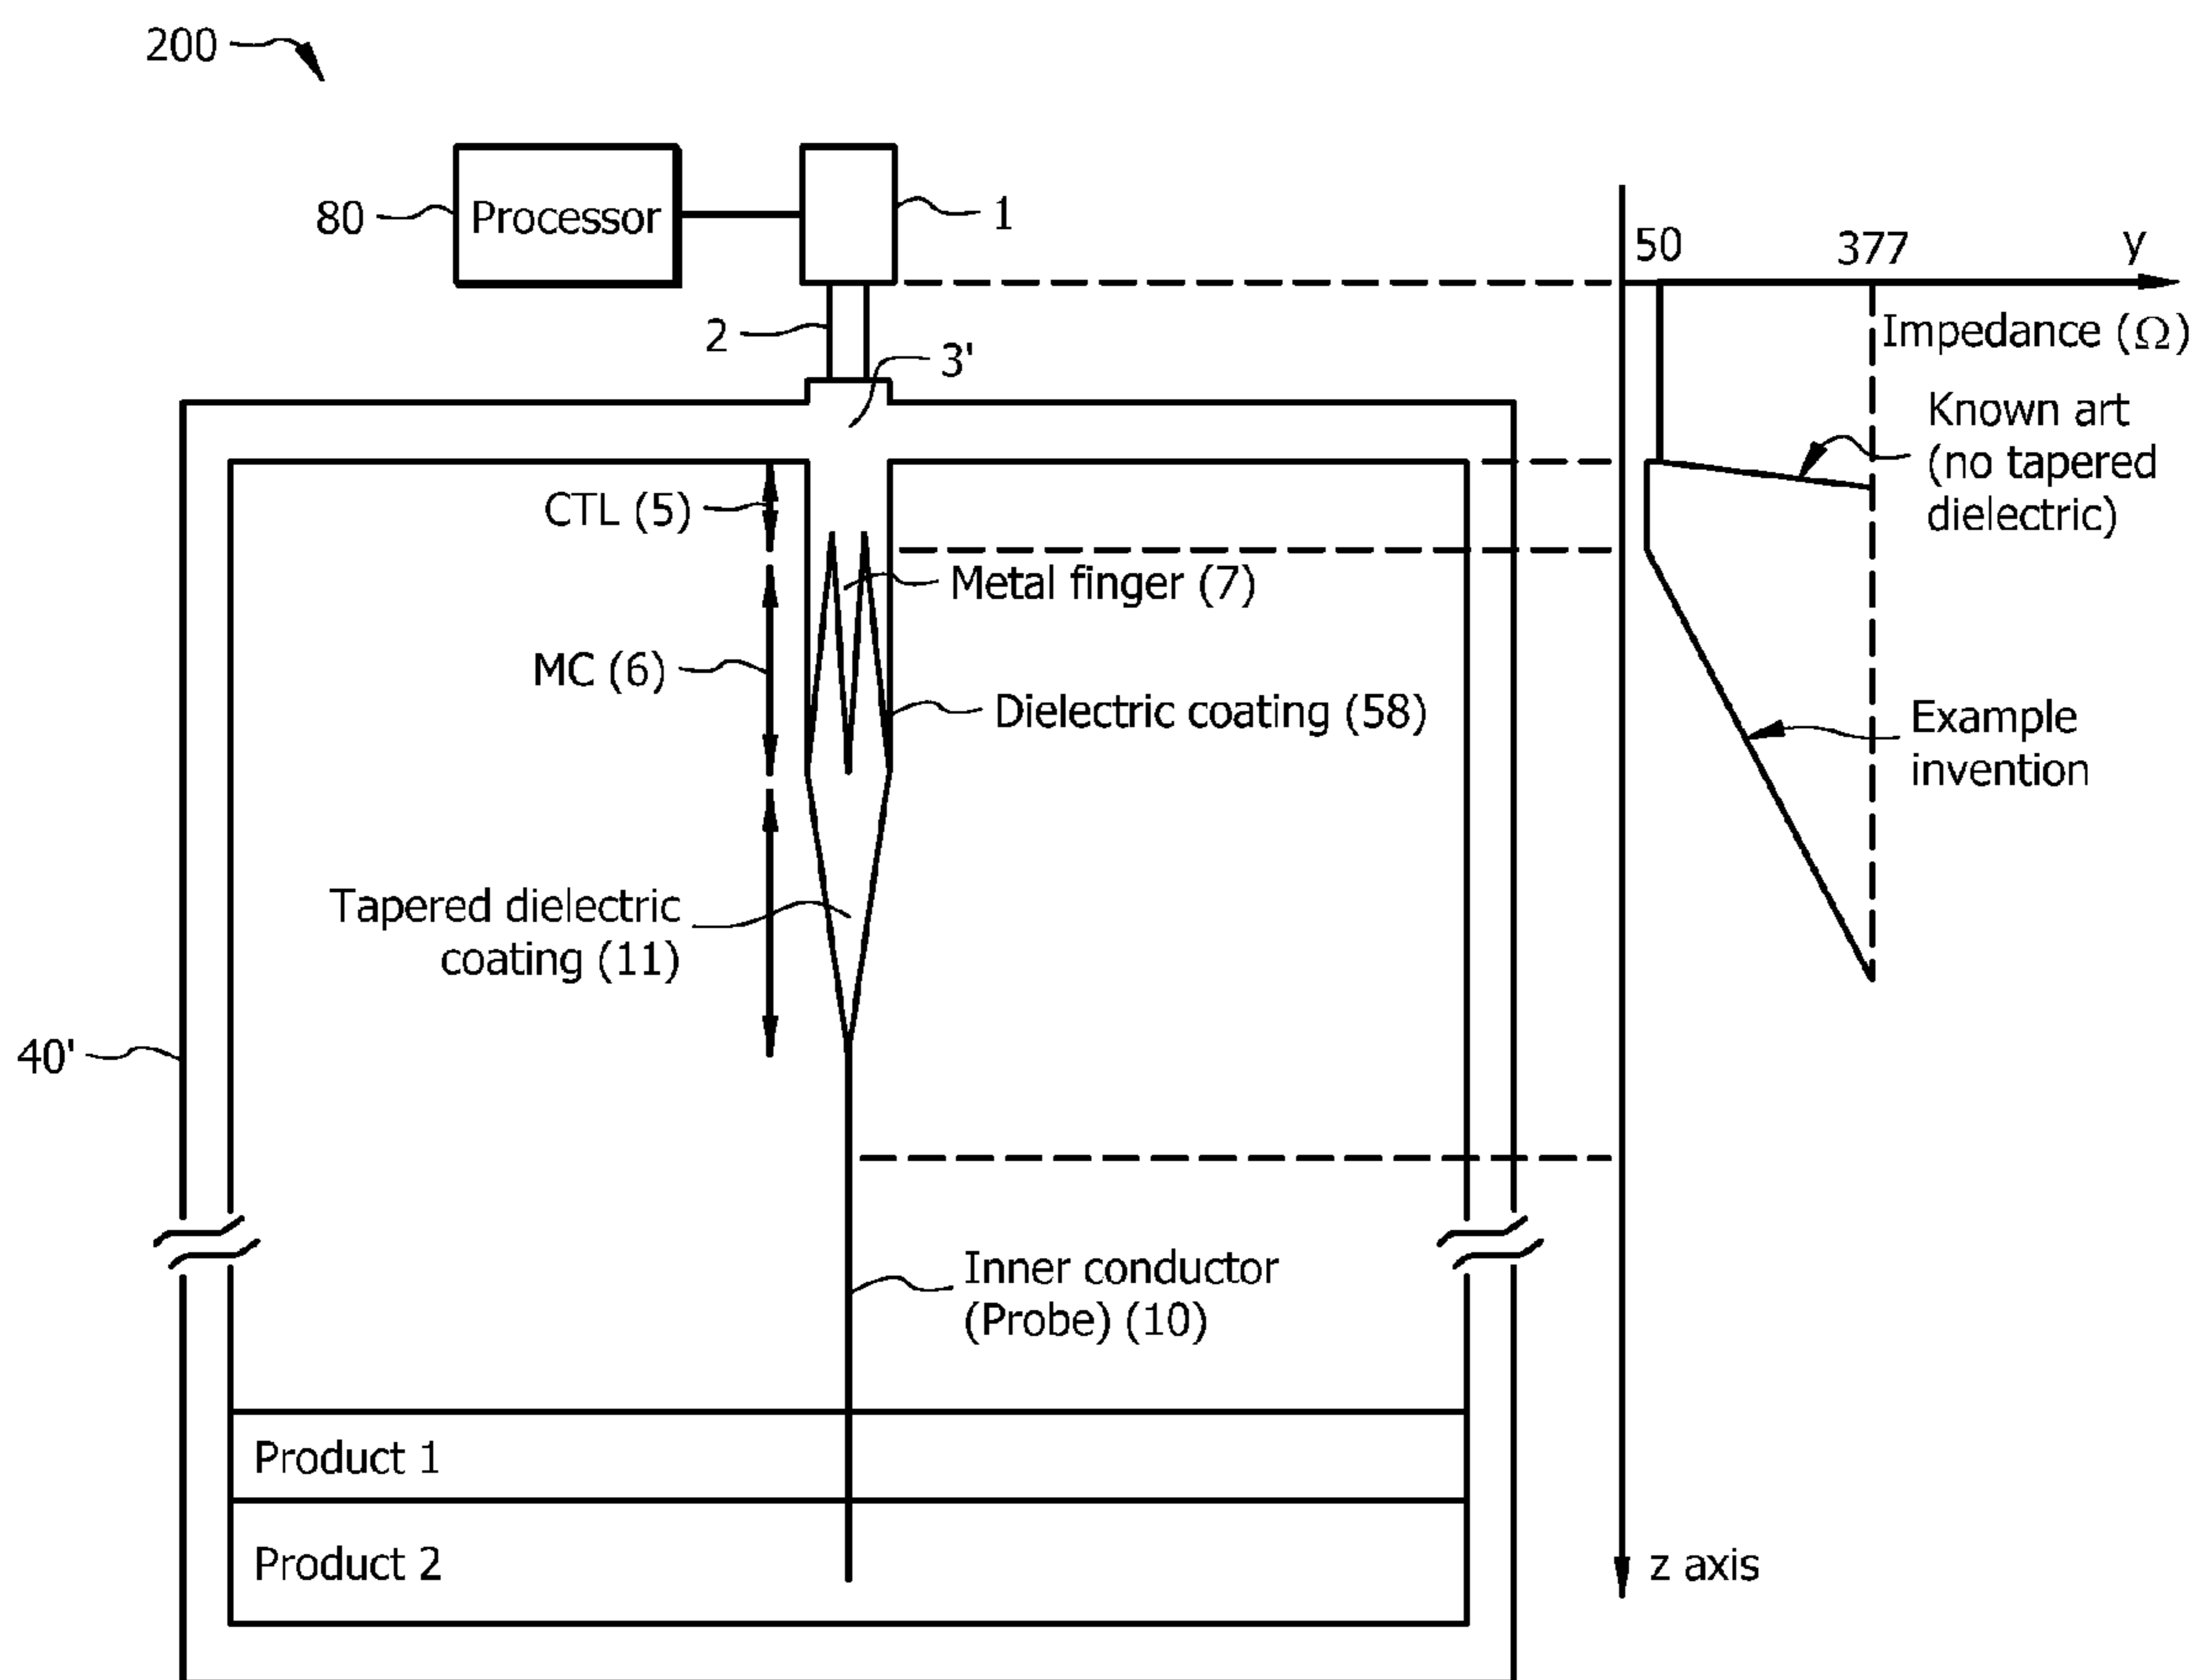 200
80
Processor
1
2
3'
50
377
y
Impedance (Ω)
Known art
(no tapered
dielectric)
CTL (5)
Metal finger (7)
MC (6)
Dielectric coating (58)
Example
invention
Tapered dielectric
coating (11)
40'
Inner conductor
(Probe) (10)
Product 1
Product 2
z axis